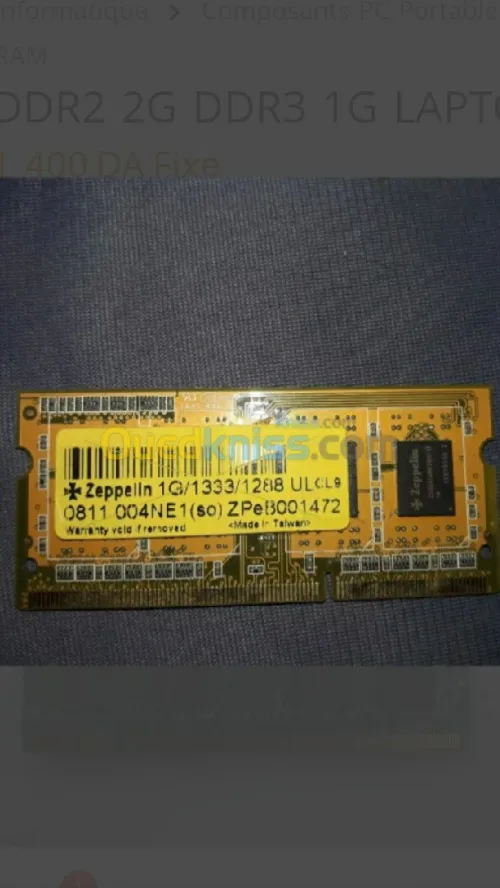 Informatique > Composants PC Portable
RAM
DDR2 2G DDR3 1G LAPTO
1 400 DA Fixe
Ouedkniss.com
Zeppelin 1G/1333/1288 UL CL9
0811 004NE1(so) ZPeB001472
Warranty void if removed <Made in Taiwan>
Zeppelin